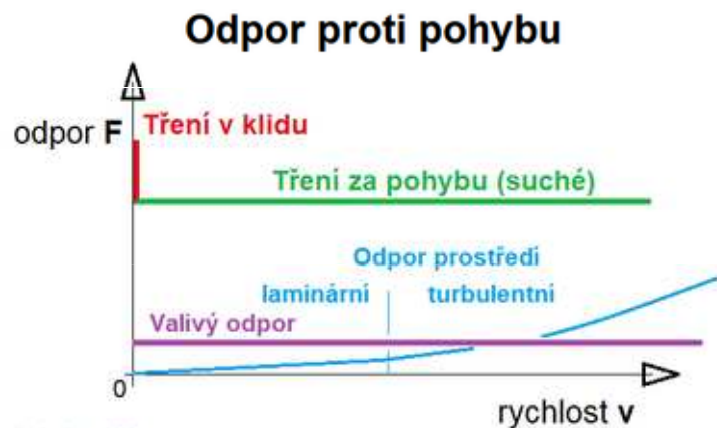 Odpor proti pohybu
odpor F
Tření v klidu
Tření za pohybu (suché)
Odpor prostředí
laminární
turbulentní
Valivý odpor
0
rychlost v